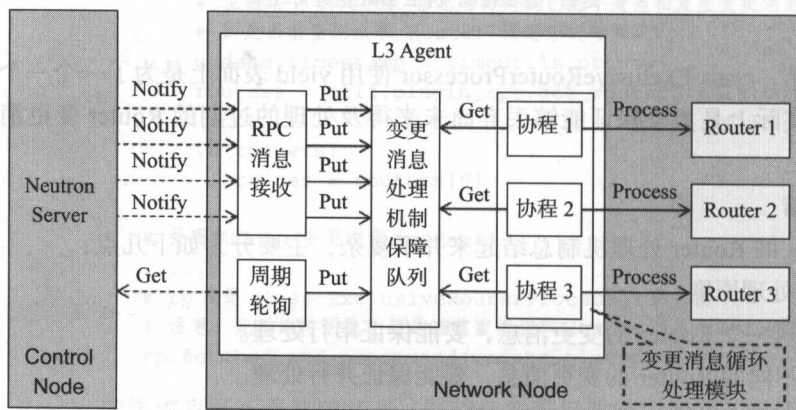 L3 Agent
Notify
Notify
Notify
Notify
Get
Neutron
Server
Control
Node
RPC
消息
接收
周期
轮询
Put
Put
Put
Put
Put
变更
消息
处理
机制
保障
队列
Get
Get
Get
协程 1
协程 2
协程 3
Process
Process
Process
Router 1
Router 2
Router 3
变更消息循环
处理模块
Network Node